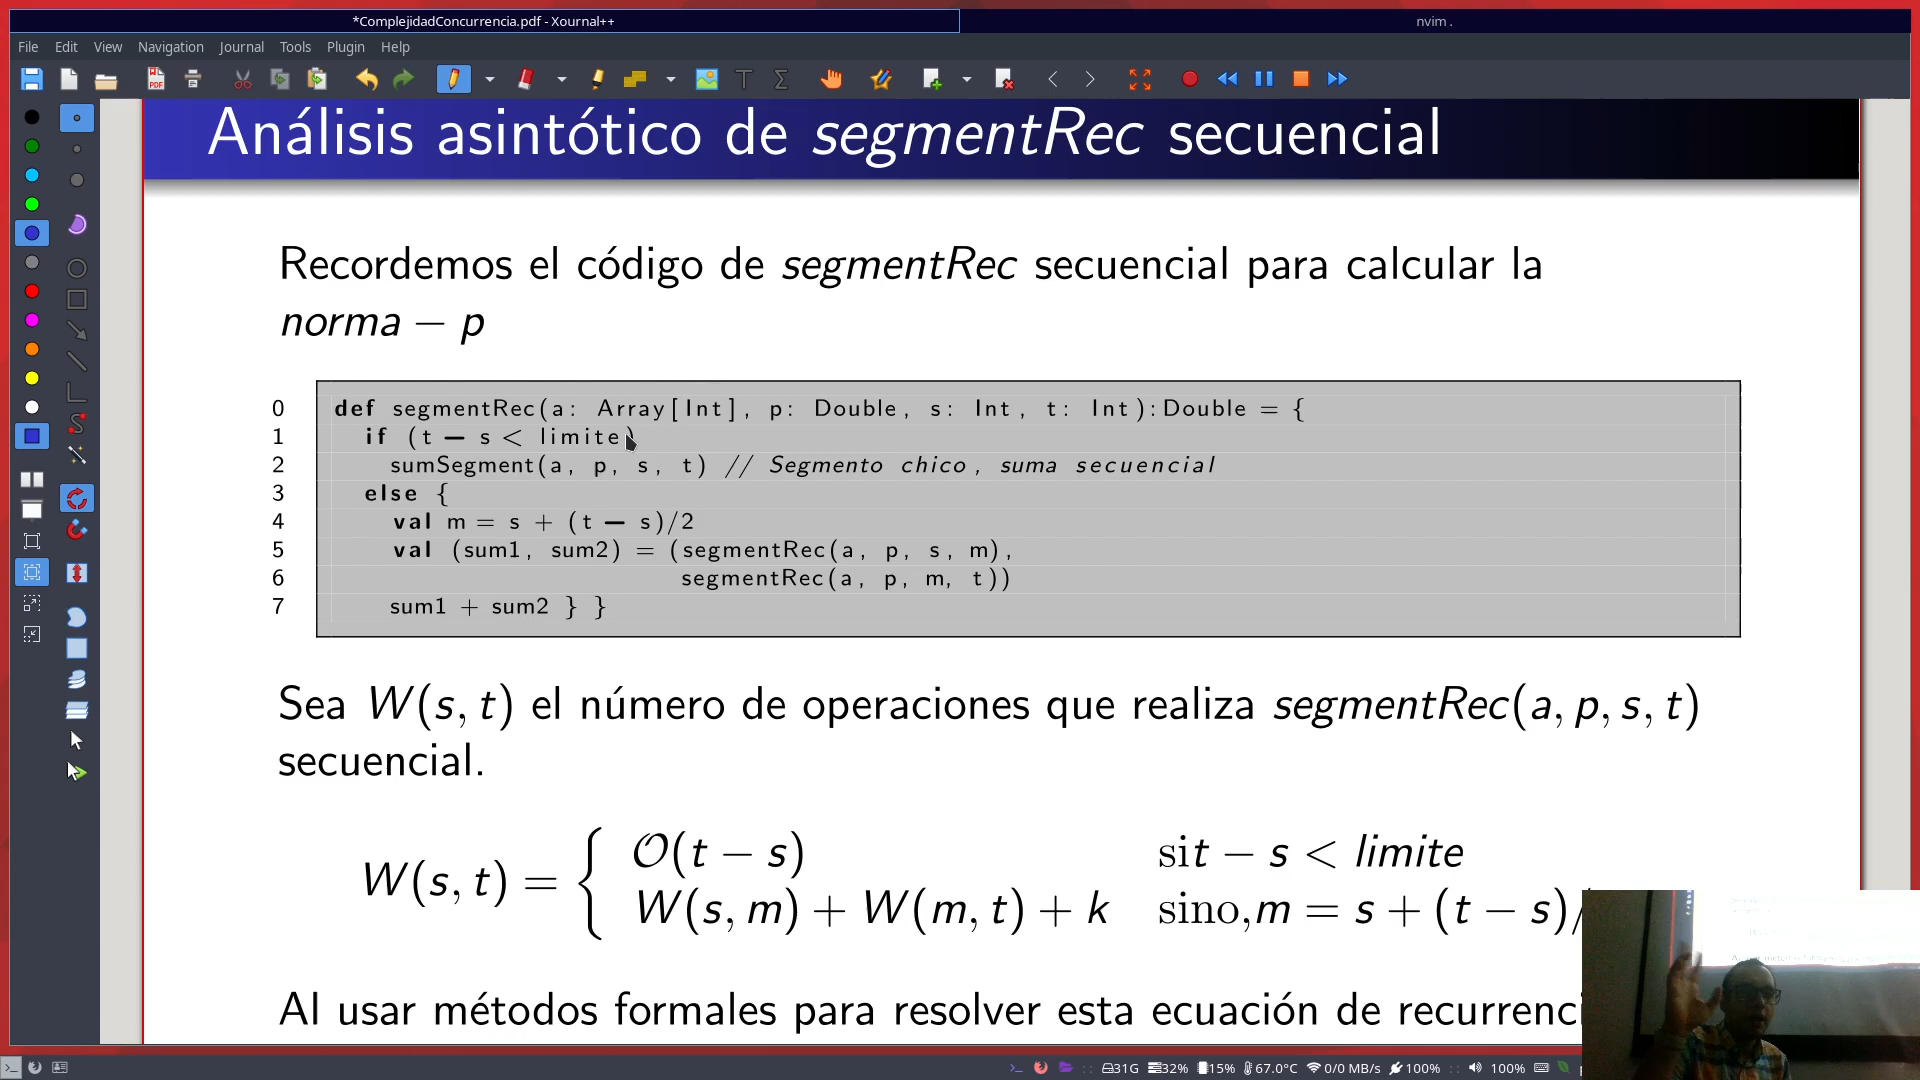 *ComplejidadConcurrencia.pdf - Xournal++
nvim .
File Edit View Navigation Journal Tools Plugin Help
Análisis asintótico de segmentRec secuencial
Recordemos el código de segmentRec secuencial para calcular la
norma − p
0 def segmentRec(a: Array[Int], p: Double, s: Int, t: Int):Double = {
1 if (t − s < limite)
2 sumSegment(a, p, s, t) // Segmento chico, suma secuencial
3 else {
4 val m = s + (t − s)/2
5 val (sum1, sum2) = (segmentRec(a, p, s, m),
6 segmentRec(a, p, m, t))
7 sum1 + sum2 } }
Sea W(s, t) el número de operaciones que realiza segmentRec(a, p, s, t)
secuencial.
W(s, t) = { O(t − s) sit − s < limite
W(s, m) + W(m, t) + k sino,m = s + (t − s)/
Al usar métodos formales para resolver esta ecuación de recurrenci
31G 32% 15% 67.0°C 0/0 MB/s 100% 100%